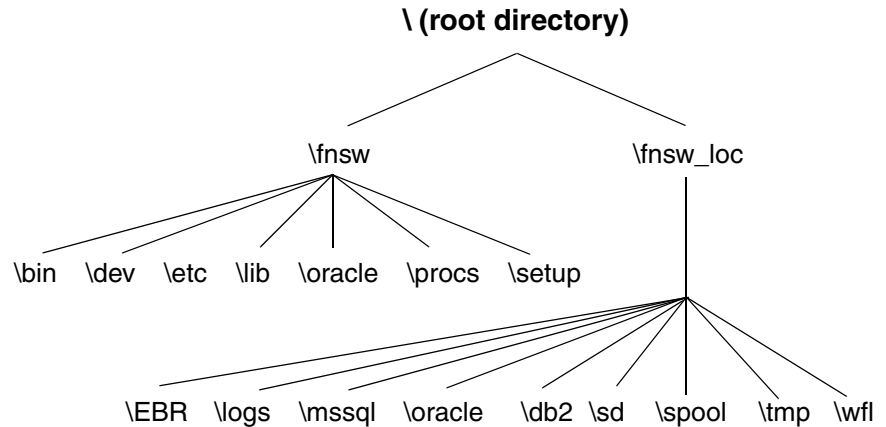 \ (root directory)
\fnsw \fnsw_loc
\bin \dev \etc \lib \oracle \procs \setup
\EBR \logs \mssql \oracle \db2 \sd \spool \tmp \wfl